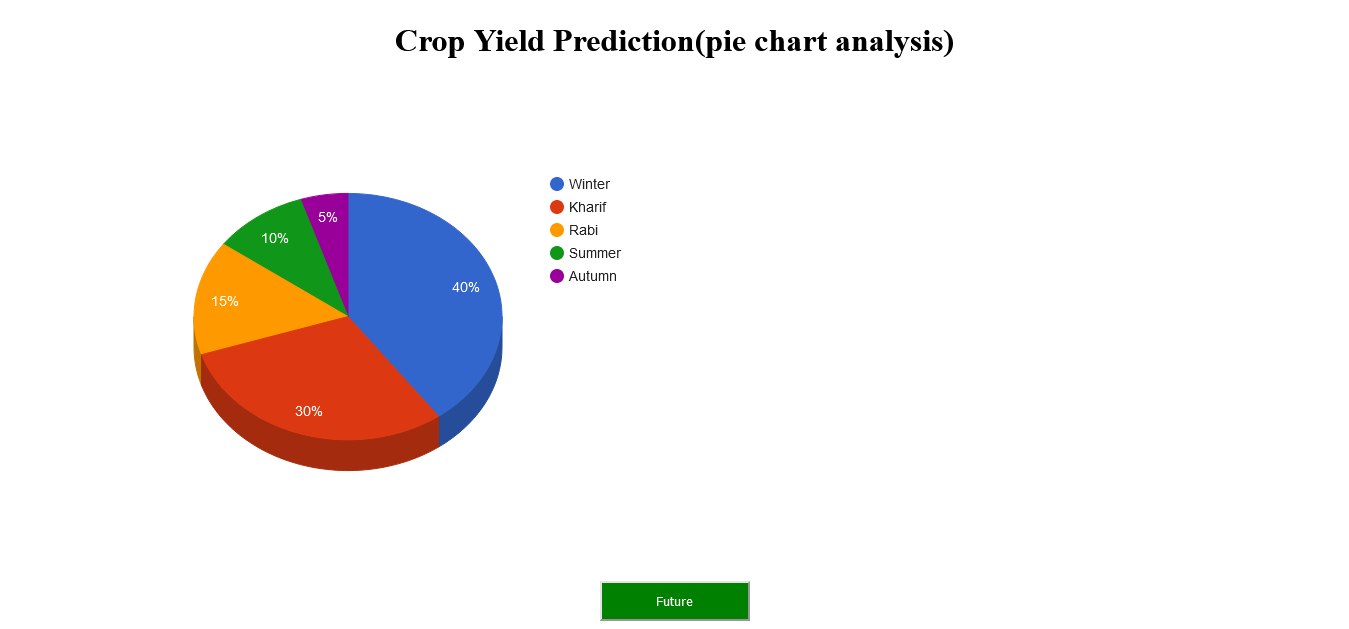 Crop Yield Prediction(pie chart analysis)
Winter
Kharif
Rabi
Summer
Autumn
5%
10%
40%
15%
30%
Future